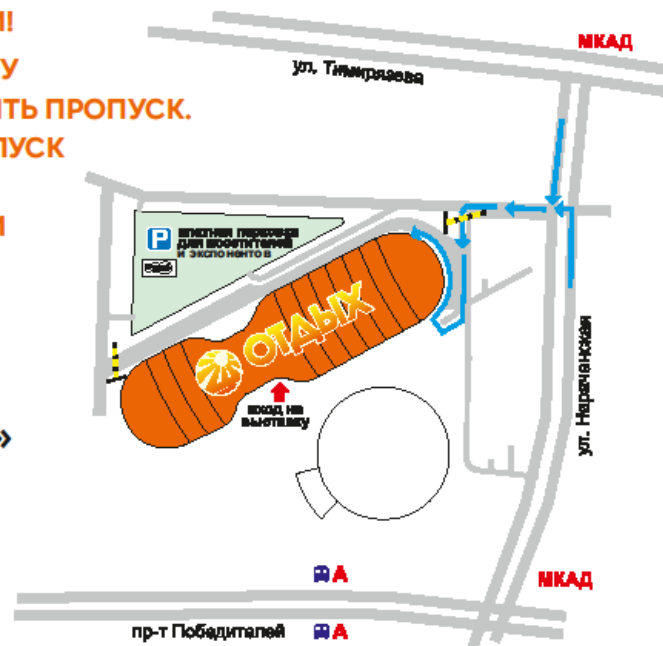 И!
У
ТЬ ПРОПУСК.
ПУСК
И
»
МКАД
ул. Тимирязева
P
платная парковка
для посетителей
и экспонентов
ОТДЫХ
вход на
выставку
ул. Нарочанская
А
МКАД
пр-т Победителей
А